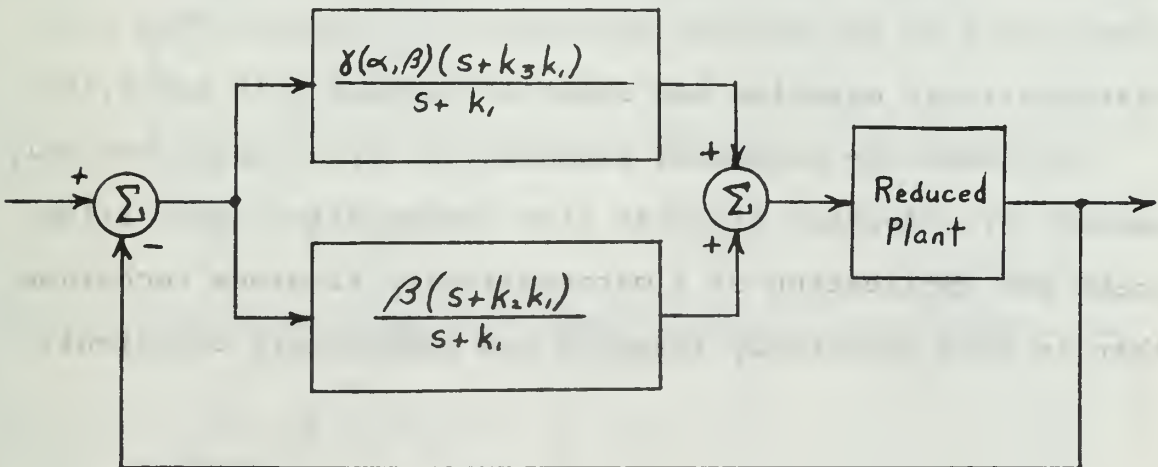 γ(α,β)(s+k₃k₁)
s+ k₁
+
Σ
−
+
Σ
+
Reduced
Plant
β(s+k₂k₁)
s+k₁